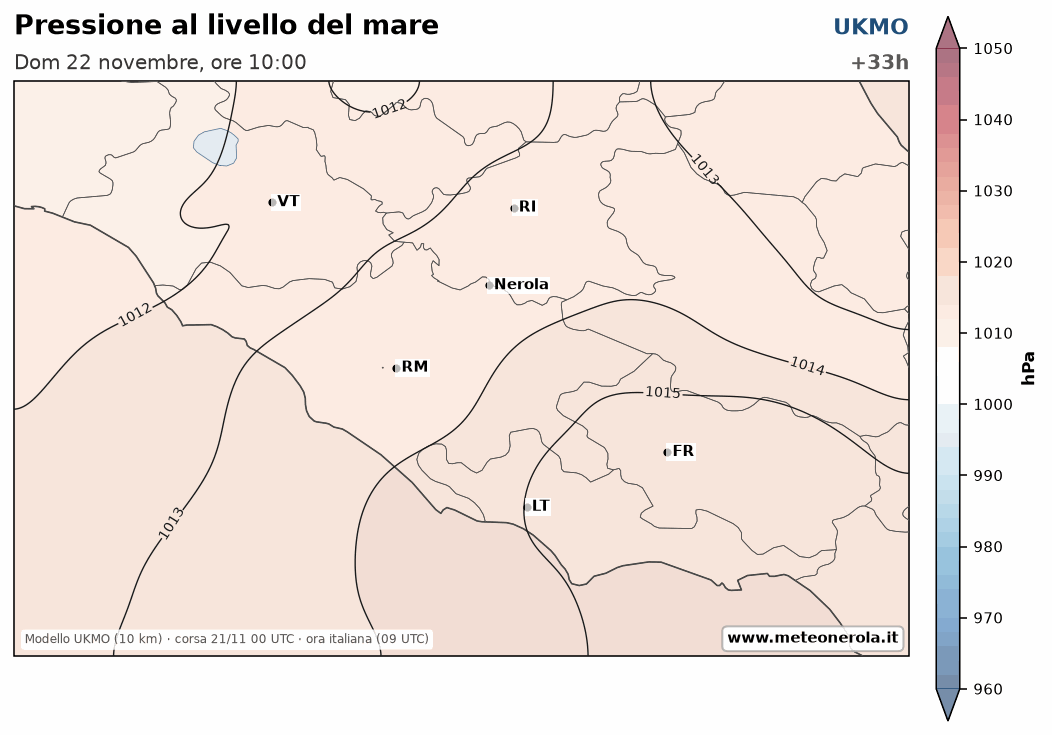 Pressione al livello del mare
UKMO
Dom 22 novembre, ore 10:00
+33h
1012
1013
VT
RI
Nerola
1012
RM
1014
1015
FR
LT
1013
Modello UKMO (10 km) · corsa 21/11 00 UTC · ora italiana (09 UTC)
www.meteonerola.it
1050
1040
1030
1020
1010
1000
990
980
970
960
hPa